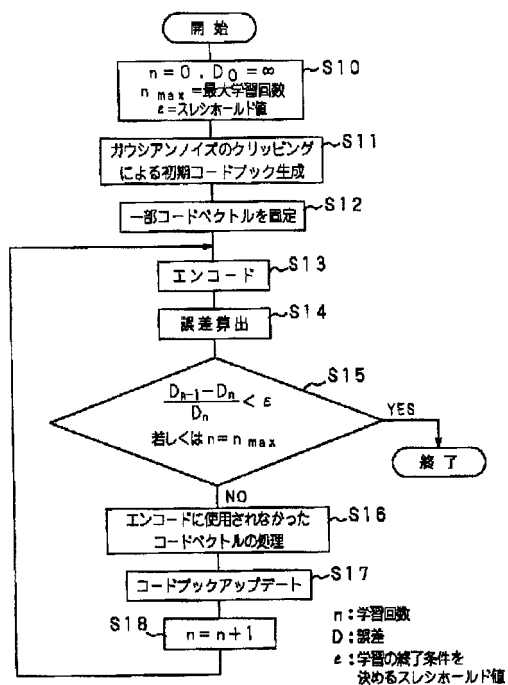 開始
n=0.D0=∞
n max=最大学習回数
ε=スレシホールド値
S10
ガウシアンノイズのクリッピング
による初期コードブック生成
S11
一部コードベクトルを固定
S12
エンコード
S13
誤差算出
S14
Dn-1-Dn
Dn
< ε
若しくはn=n max
S15
YES
終了
NO
エンコードに使用されなかった
コードベクトルの処理
S16
コードブックアップデート
S17
S18
n=n+1
n:学習回数
D:誤差
ε:学習の終了条件を
決めるスレシホールド値